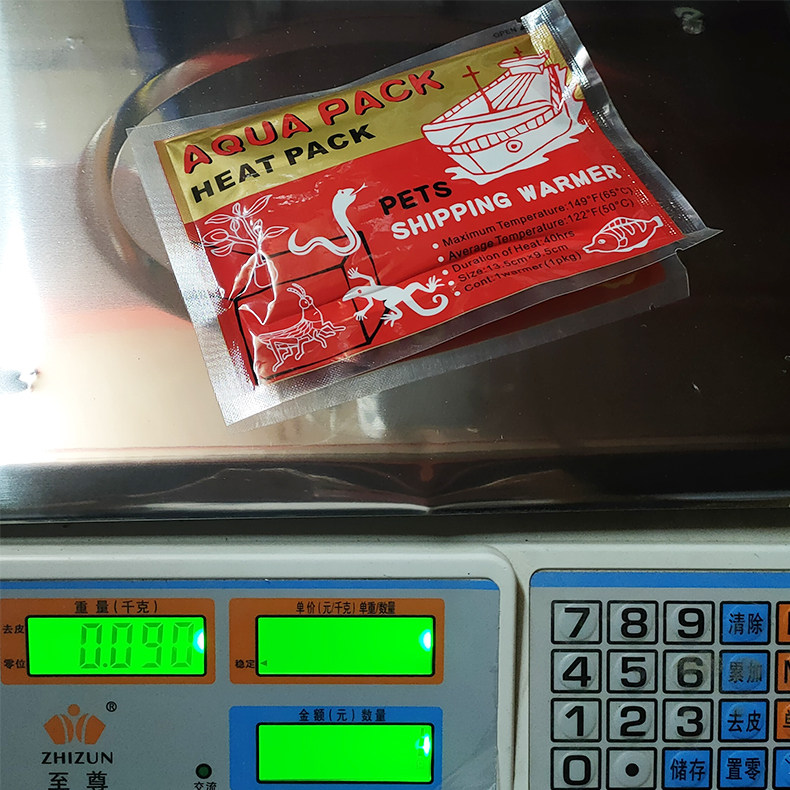 OPEN
AQUA PACK
HEAT PACK
PETS
SHIPPING WARMER
Maximum Temperature:149°F(65°C)
Average Temperature:122°F(50°C)
Duration of Heat:40hrs
Size:13.5cm×9.5cm
Cont:1warmer(1pkg)
重量(千克)
去皮
零位
0.090
单价(元/千克) 单重/数量
稳定
金额(元) 数量
®
ZHIZUN
至尊
交流
7 8 9 清除
4 5 6 累加 M
1 2 3 去皮 单
0 • 储存 置零